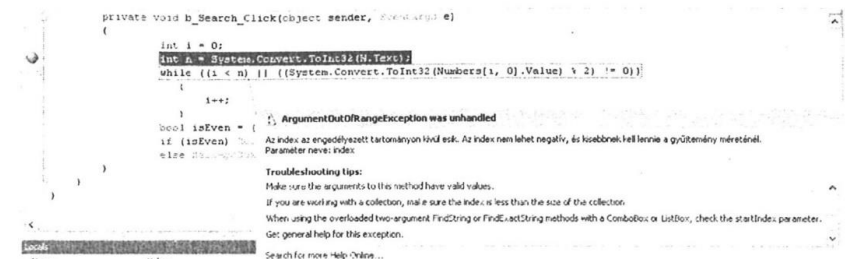 private void b_Search_Click(object sender, EventArgs e)
{
int i = 0;
int n = System.Convert.ToInt32(N.Text);
while ((i < n) || ((System.Convert.ToInt32(Numbers[i, 0].Value) % 2) != 0))
{
i++;
}
bool isEven = (
if (isEven)
else
}
}
}
ArgumentOutOfRangeException was unhandled
Az index az engedélyezett tartományon kívül esik. Az index nem lehet negatív, és kisebbnek kell lennie a gyűjtemény méreténél.
Parameter neve: index
Troubleshooting tips:
Make sure the arguments to this method have valid values.
If you are working with a collection, make sure the index is less than the size of the collection
When using the overloaded two-argument FindString or FindExactString methods with a ComboBox or ListBox, check the startIndex parameter.
Get general help for this exception.
Search for more Help Online...
Locals